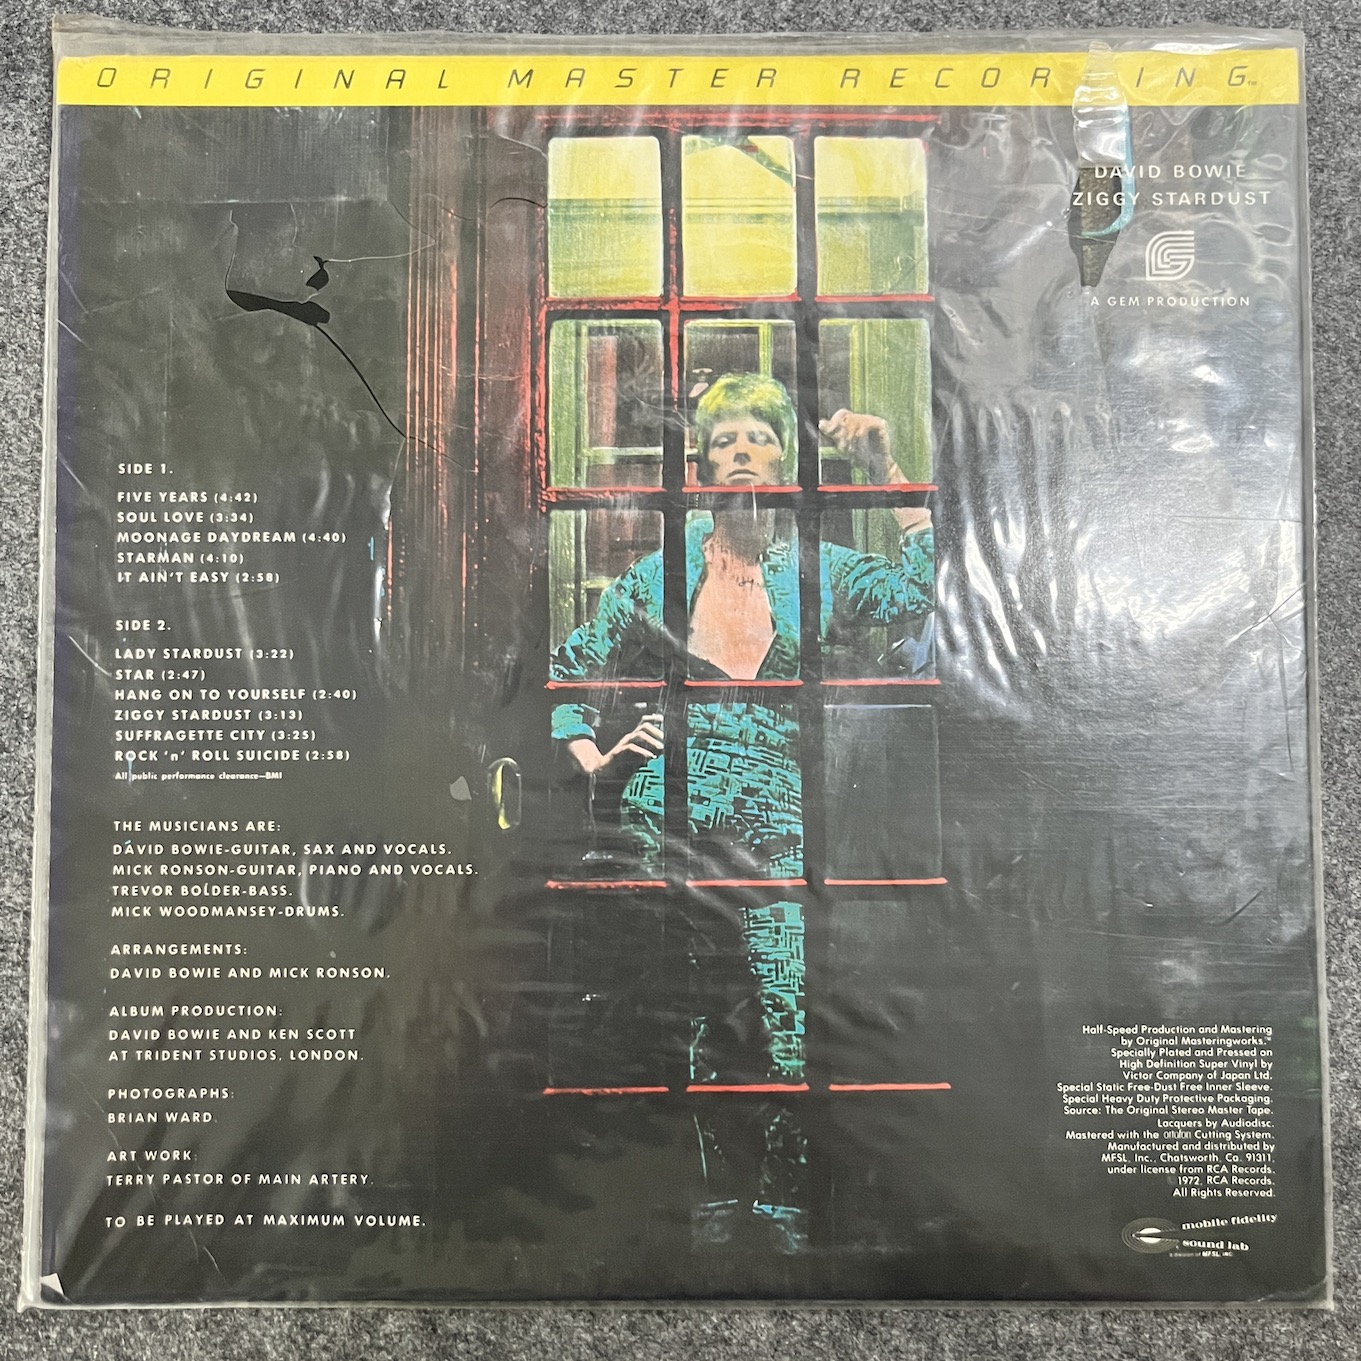 ORIGINAL MASTER RECOR ING™
DAVID BOWIE
ZIGGY STARDUST
A GEM PRODUCTION
SIDE 1.
FIVE YEARS (4:42)
SOUL LOVE (3:34)
MOONAGE DAYDREAM (4:40)
STARMAN (4:10)
IT AIN'T EASY (2:58)
SIDE 2.
LADY STARDUST (3:22)
STAR (2:47)
HANG ON TO YOURSELF (2:40)
ZIGGY STARDUST (3:13)
SUFFRAGETTE CITY (3:25)
ROCK 'n' ROLL SUICIDE (2:58)
All public performance clearance—BMI
THE MUSICIANS ARE:
DAVID BOWIE-GUITAR, SAX AND VOCALS.
MICK RONSON-GUITAR, PIANO AND VOCALS.
TREVOR BOLDER-BASS.
MICK WOODMANSEY-DRUMS.
ARRANGEMENTS:
DAVID BOWIE AND MICK RONSON.
ALBUM PRODUCTION:
DAVID BOWIE AND KEN SCOTT
AT TRIDENT STUDIOS, LONDON.
PHOTOGRAPHS:
BRIAN WARD.
ART WORK:
TERRY PASTOR OF MAIN ARTERY.
TO BE PLAYED AT MAXIMUM VOLUME.
Half-Speed Production and Mastering
by Original Masteringworks.™
Specially Plated and Pressed on
High Definition Super Vinyl by
Victor Company of Japan Ltd.
Special Static Free-Dust Free Inner Sleeve.
Special Heavy Duty Protective Packaging.
Source: The Original Stereo Master Tape.
Lacquers by Audiodisc.
Mastered with the ortofon Cutting System.
Manufactured and distributed by
MFSL, Inc., Chatsworth, Ca. 91311,
under license from RCA Records.
©1972, RCA Records.
All Rights Reserved.
mobile fidelity
sound lab
a division of MFSL, INC.